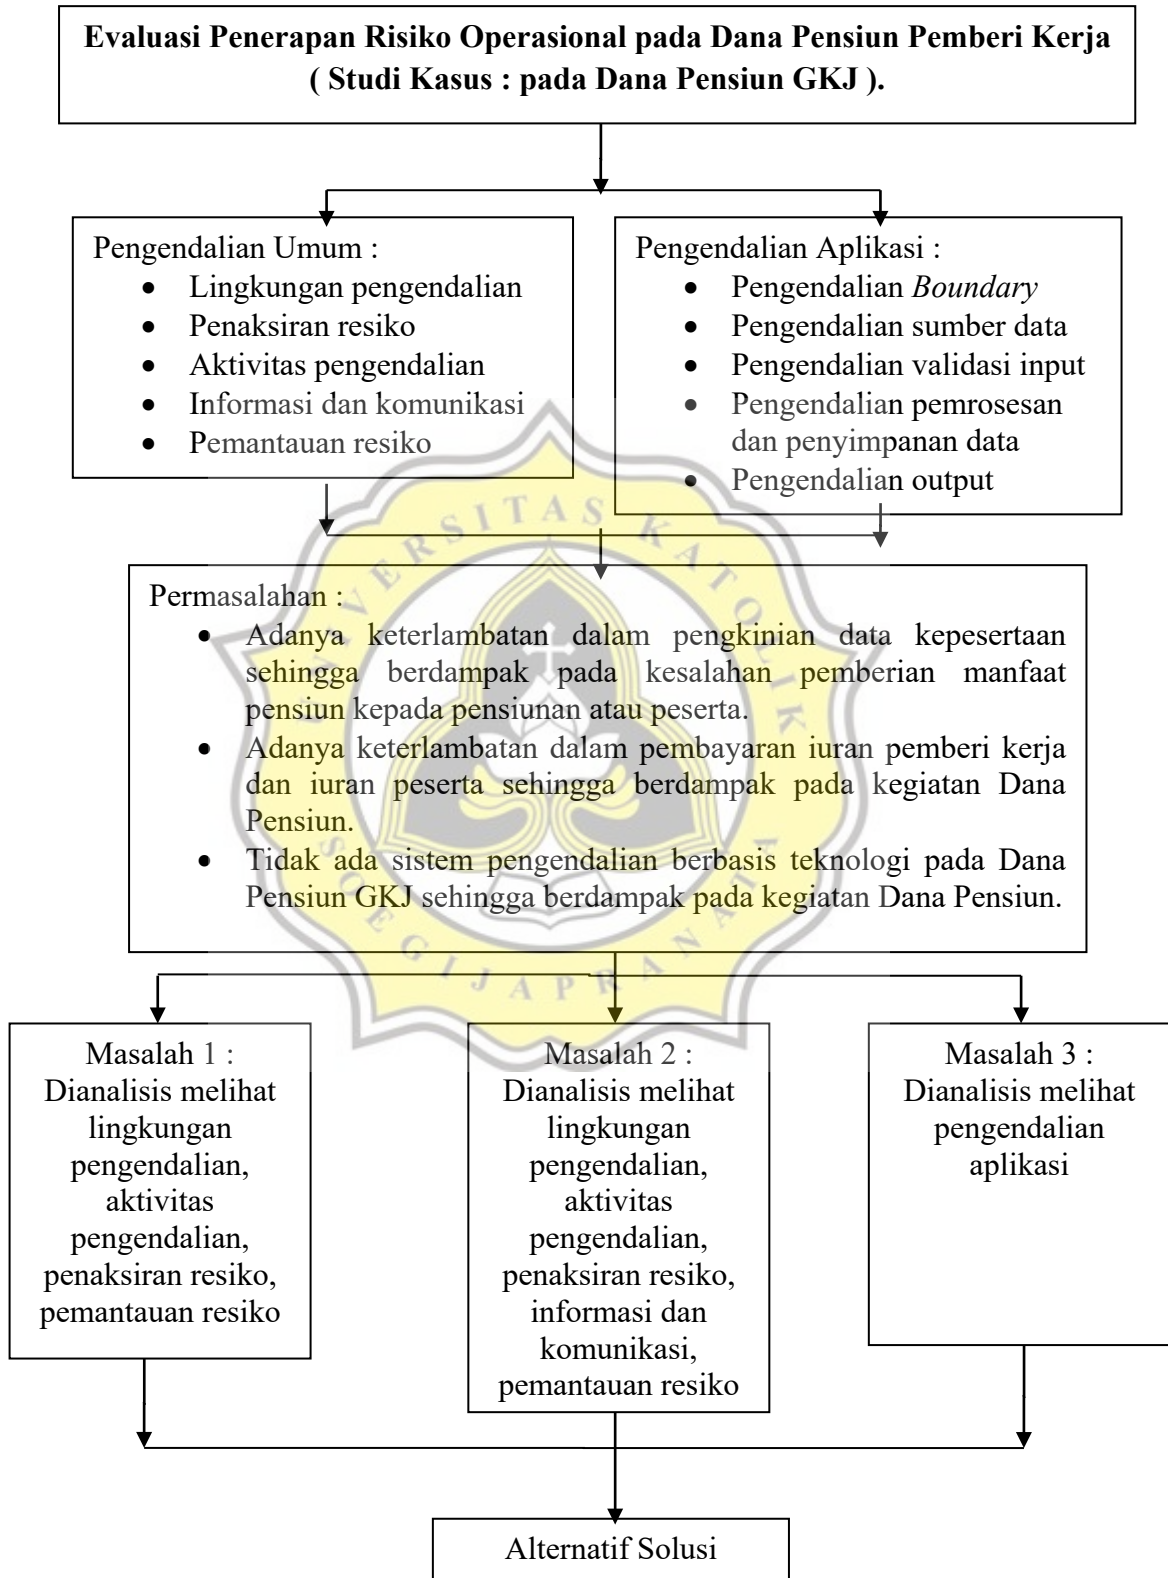 Evaluasi Penerapan Risiko Operasional pada Dana Pensiun Pemberi Kerja
( Studi Kasus : pada Dana Pensiun GKJ ).
Pengendalian Umum :
• Lingkungan pengendalian
• Penaksiran resiko
• Aktivitas pengendalian
• Informasi dan komunikasi
• Pemantauan resiko
Pengendalian Aplikasi :
• Pengendalian Boundary
• Pengendalian sumber data
• Pengendalian validasi input
• Pengendalian pemrosesan
dan penyimpanan data
• Pengendalian output
UNIVERSITAS KATOLIK
SOEGIJAPRANATA
Permasalahan :
• Adanya keterlambatan dalam pengkinian data kepesertaan
sehingga berdampak pada kesalahan pemberian manfaat
pensiun kepada pensiunan atau peserta.
• Adanya keterlambatan dalam pembayaran iuran pemberi kerja
dan iuran peserta sehingga berdampak pada kegiatan Dana
Pensiun.
• Tidak ada sistem pengendalian berbasis teknologi pada Dana
Pensiun GKJ sehingga berdampak pada kegiatan Dana Pensiun.
Masalah 1 :
Dianalisis melihat
lingkungan
pengendalian,
aktivitas
pengendalian,
penaksiran resiko,
pemantauan resiko
Masalah 2 :
Dianalisis melihat
lingkungan
pengendalian,
aktivitas
pengendalian,
penaksiran resiko,
informasi dan
komunikasi,
pemantauan resiko
Masalah 3 :
Dianalisis melihat
pengendalian
aplikasi
Alternatif Solusi